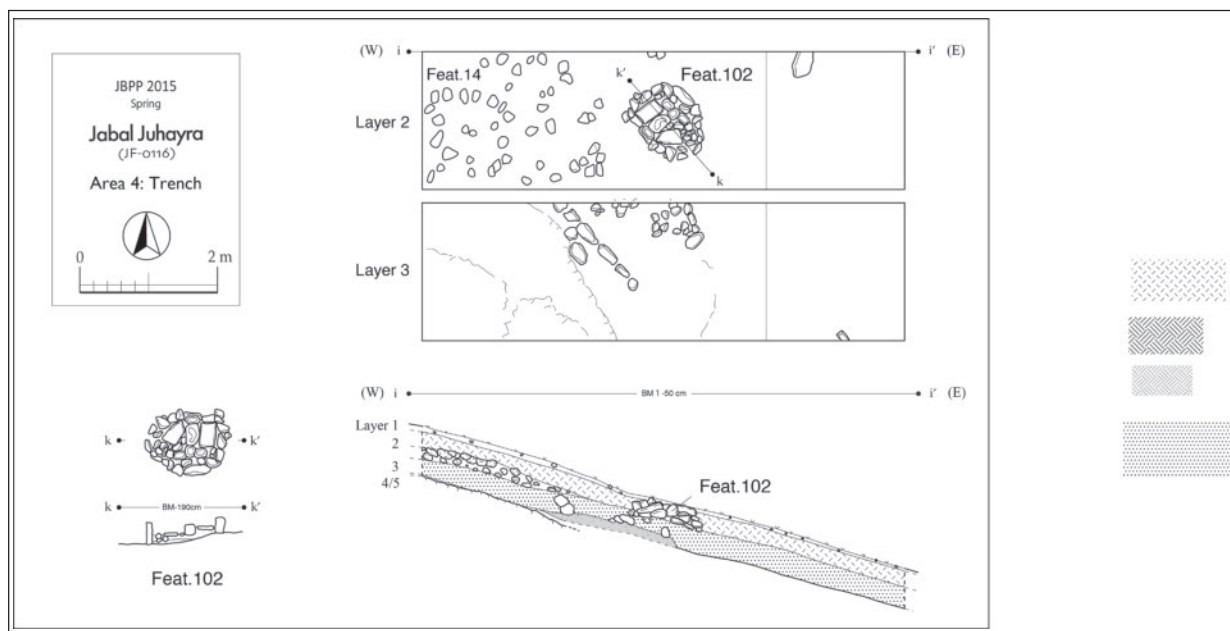 JBPP 2015
Spring
Jabal Juhayra
(JF-0116)
Area 4: Trench
0 2 m
(W) i i' (E)
Feat.14 k' Feat.102
Layer 2
k
Layer 3
(W) i BM 1 -50 cm i' (E)
Layer 1
2
3
4/5
Feat.102
k k'
k BM-190cm k'
Feat.102